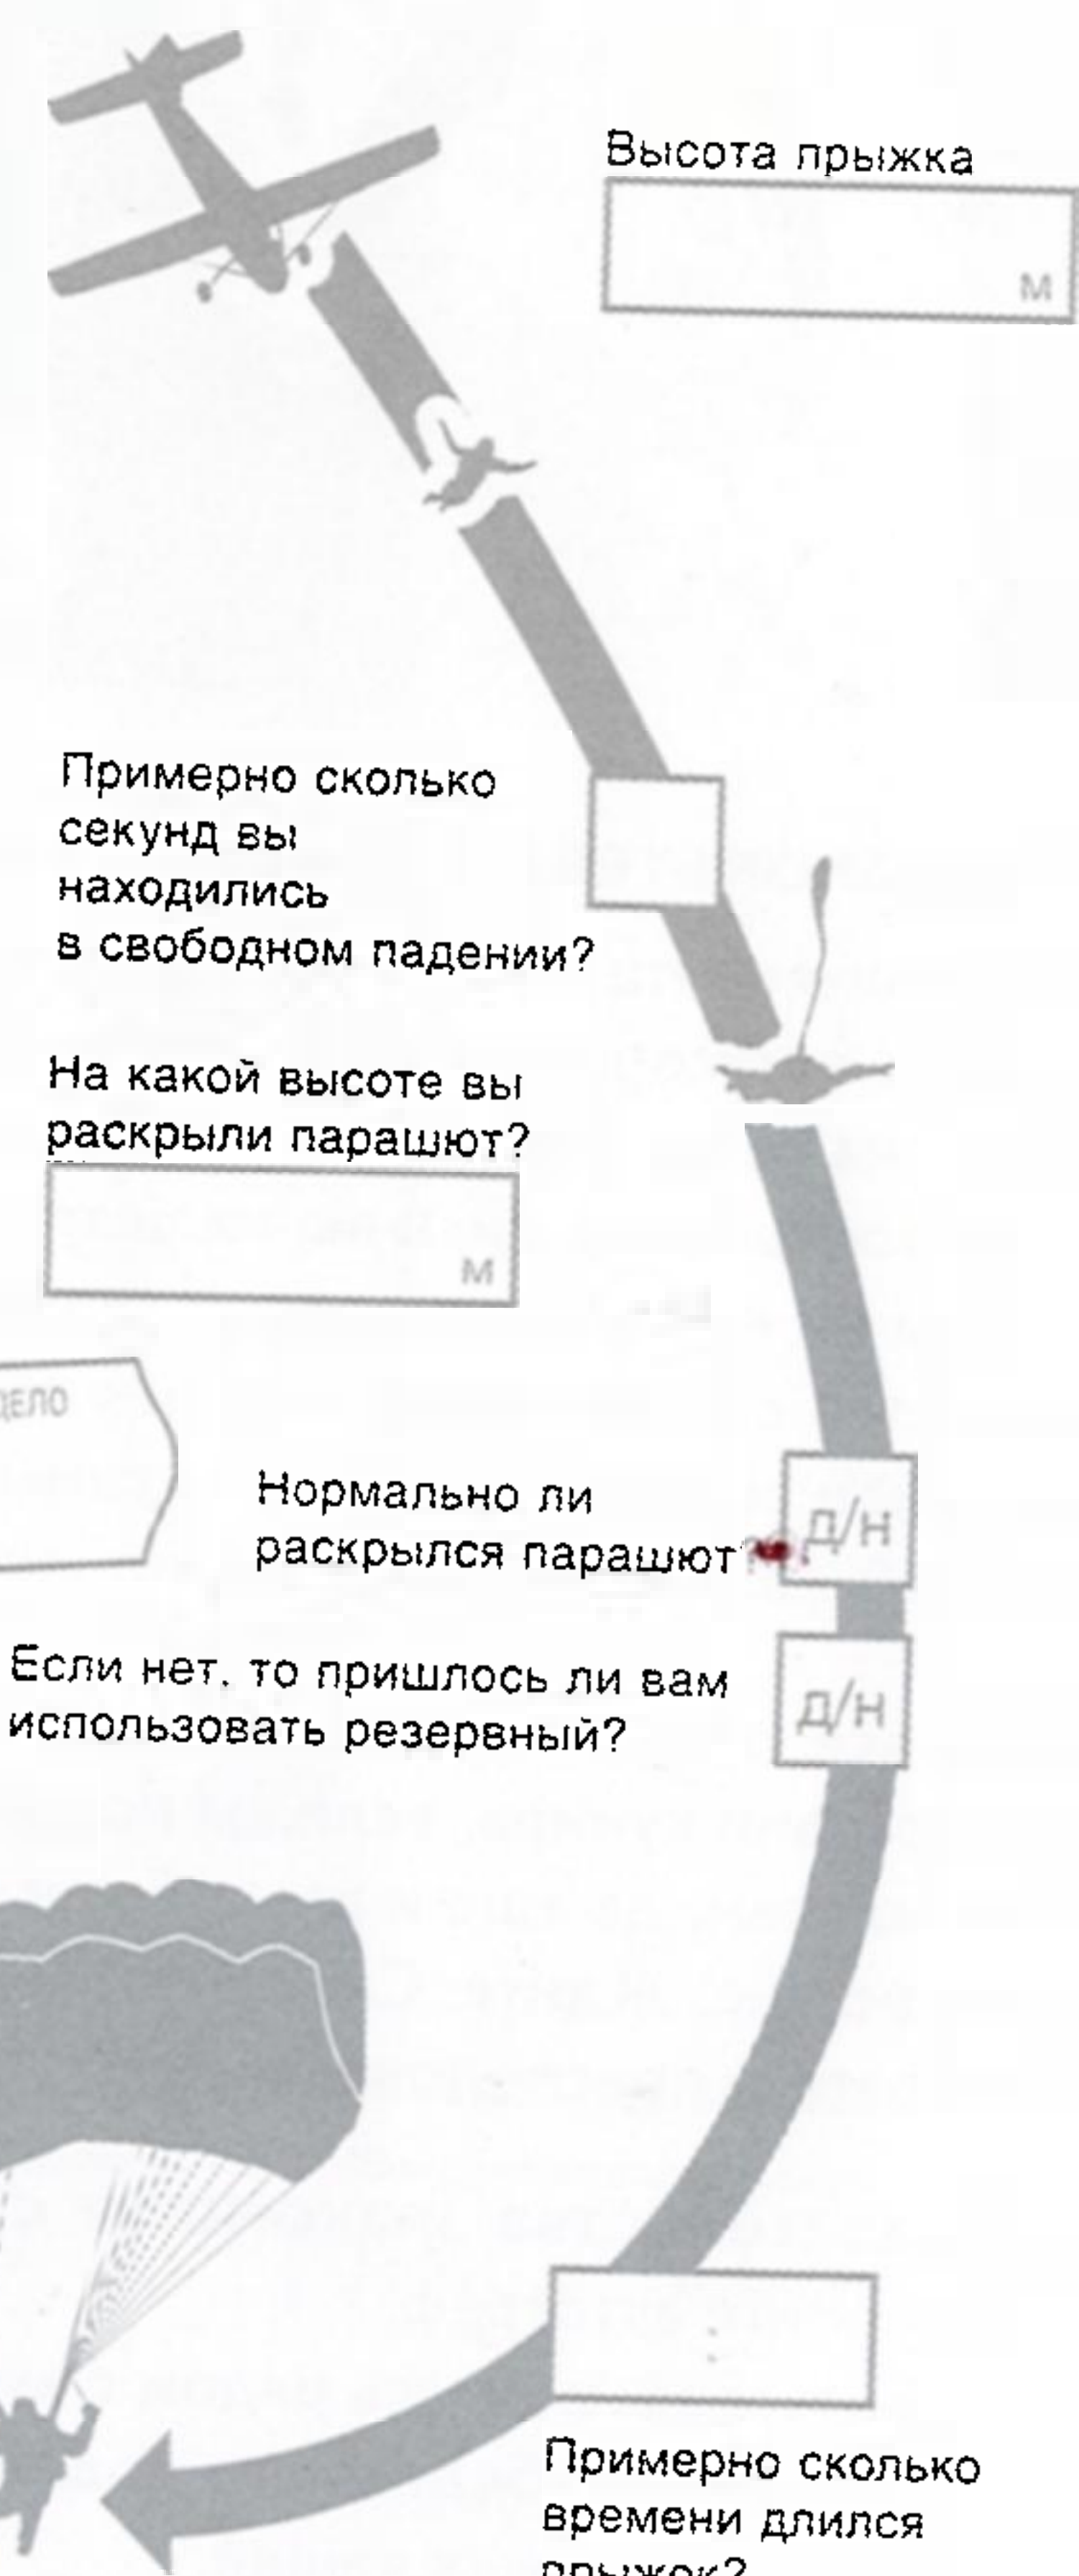 Высота прыжка
м
Примерно сколько
секунд вы
находились
в свободном падении?
На какой высоте вы
раскрыли парашют?
м
Нормально ли
раскрылся парашют
д/н
Если нет, то пришлось ли вам
использовать резервный?
д/н
:
Примерно сколько
времени длился
прыжок?